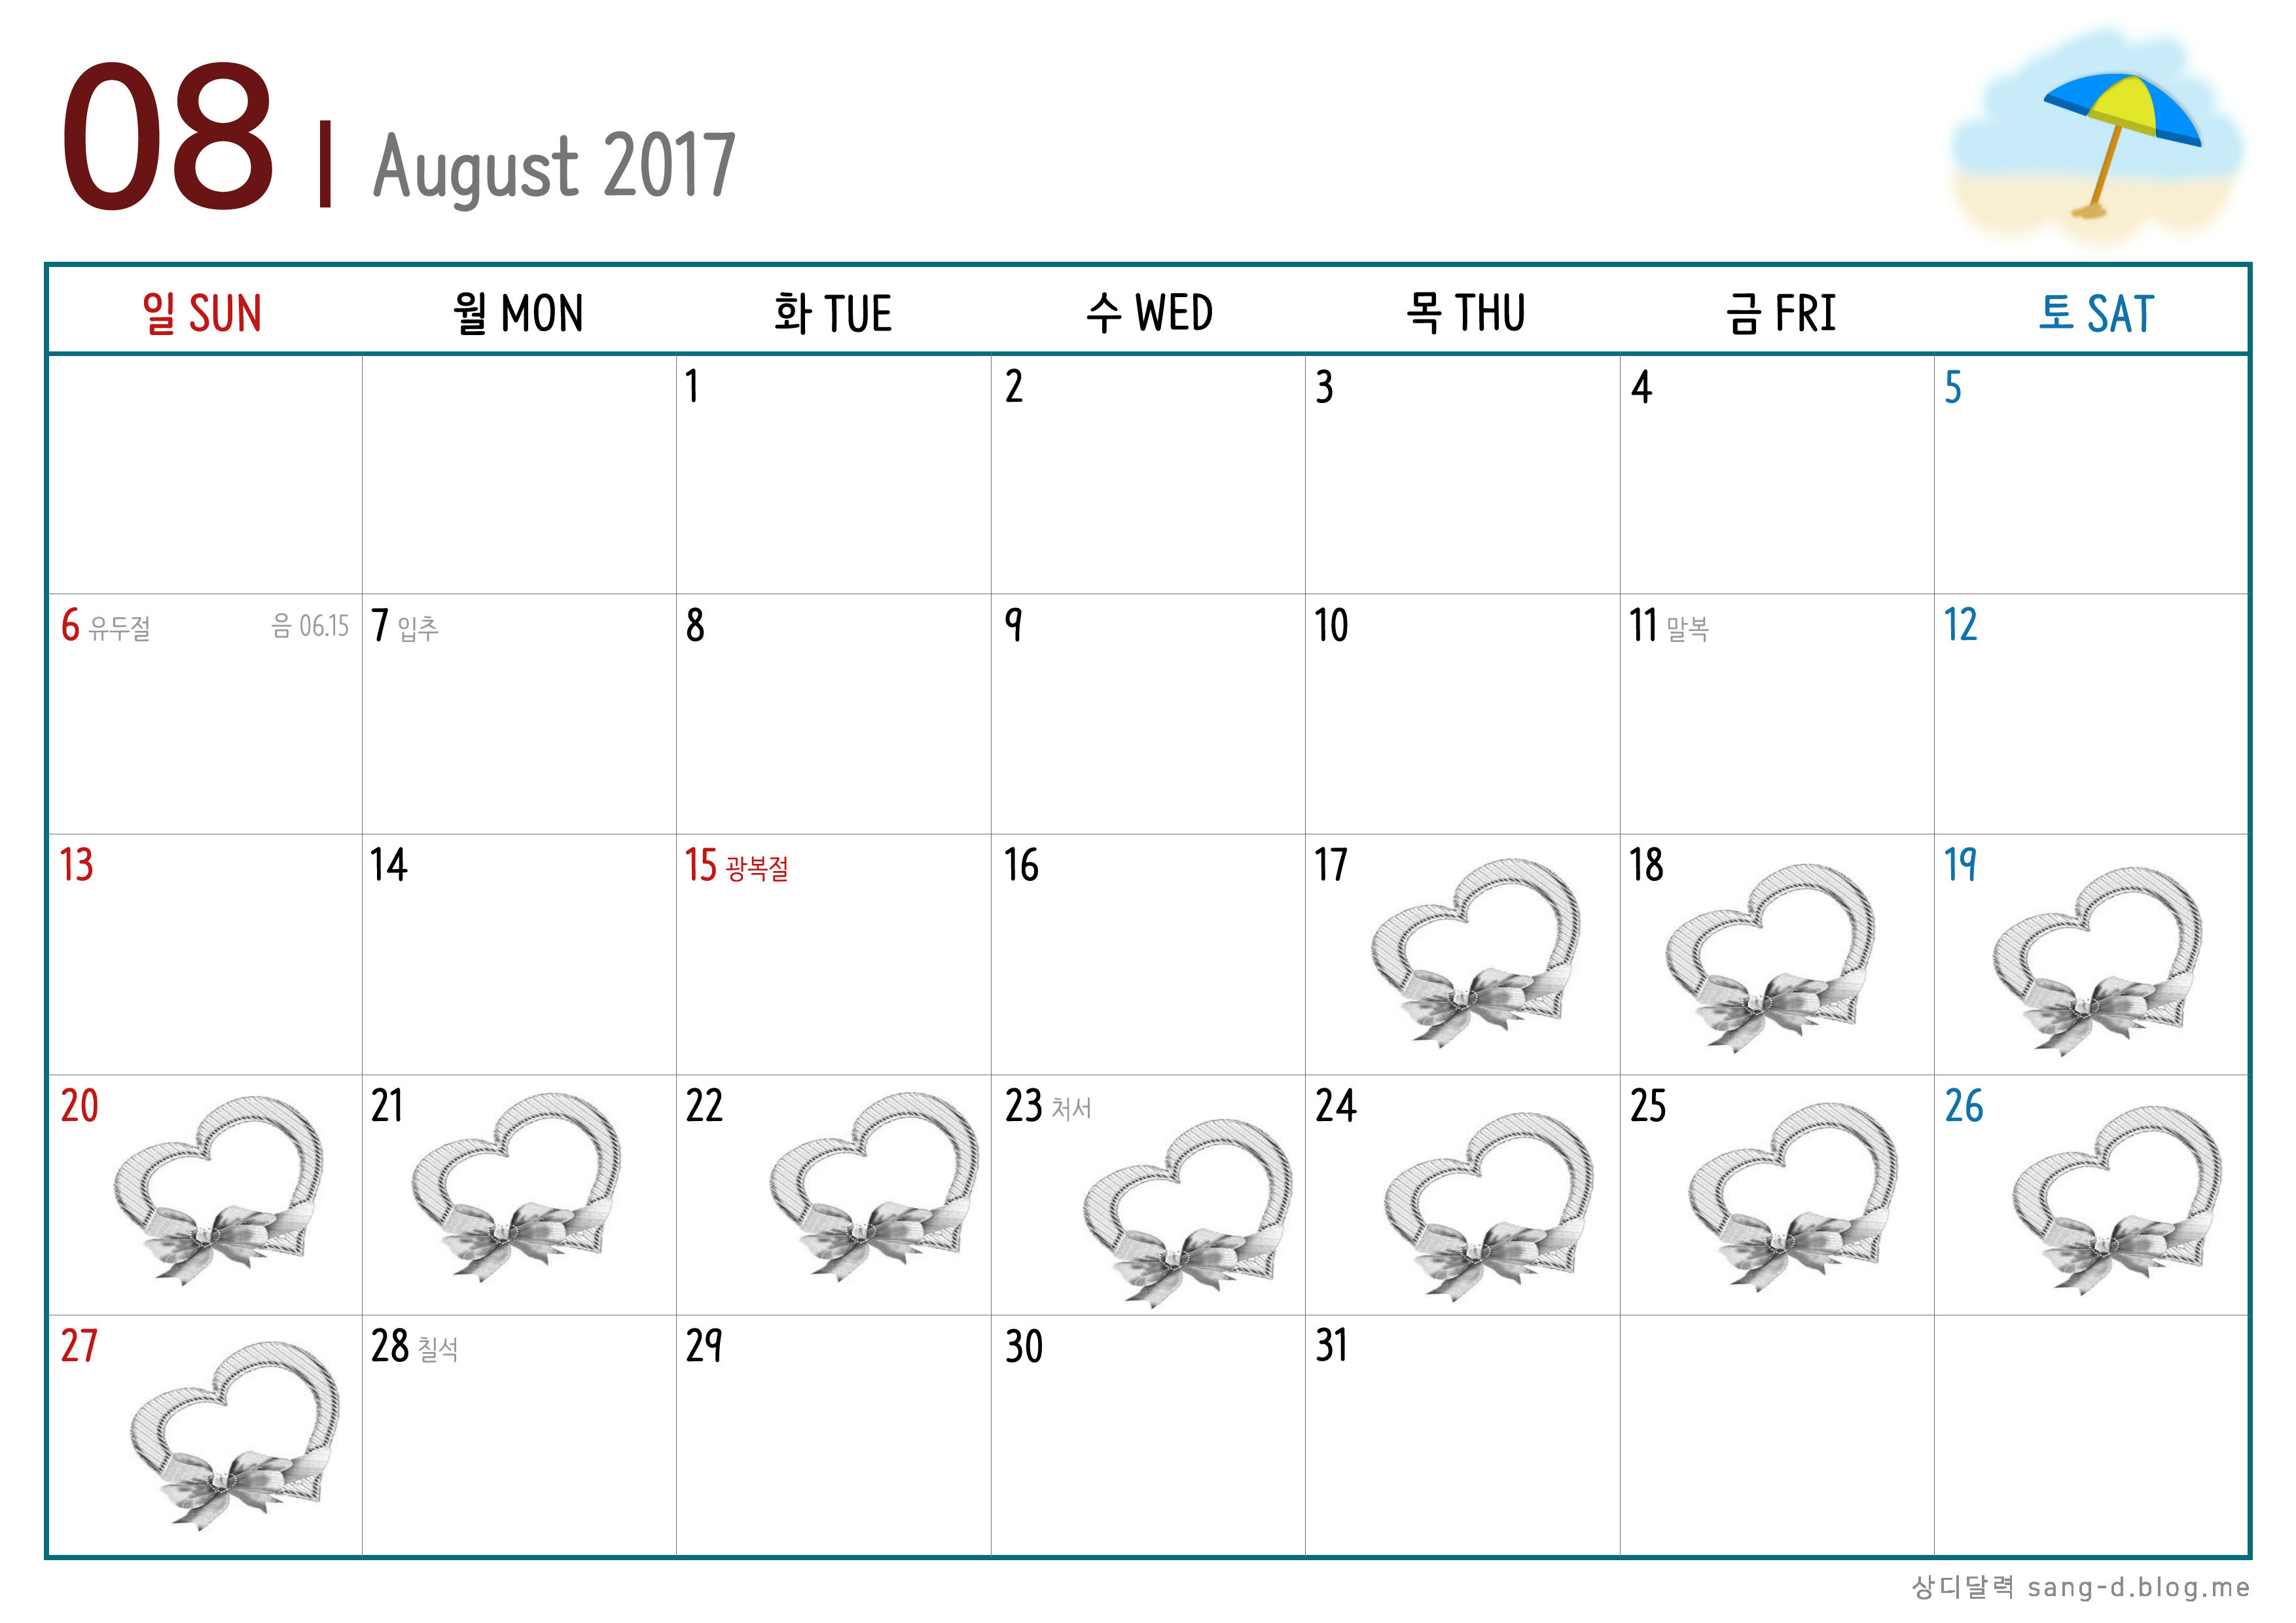 08 | August 2017
일 SUN 월 MON 화 TUE 수 WED 목 THU 금 FRI 토 SAT
1 2 3 4 5
6 유두절 음 06.15 7 입추 8 9 10 11 말복 12
13 14 15 광복절 16 17 18 19
20 21 22 23 처서 24 25 26
27 28 칠석 29 30 31
상디달력 sang-d.blog.me